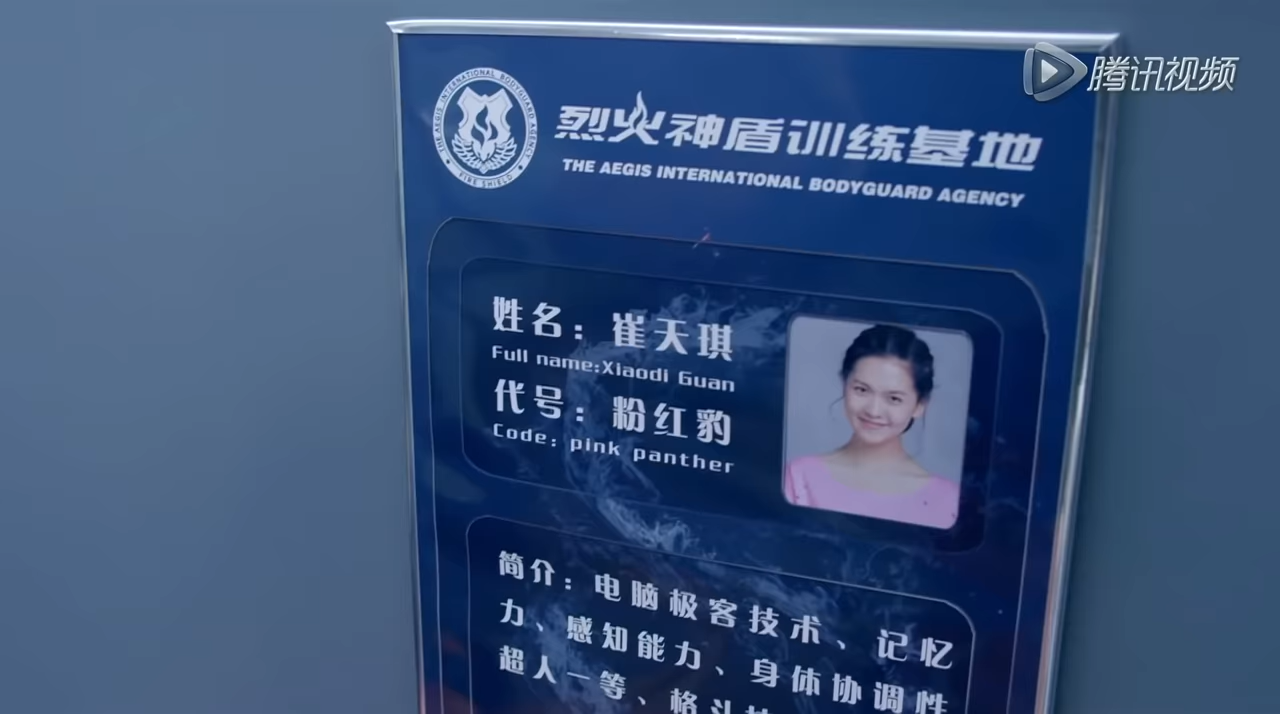 腾讯视频
THE AEGIS INTERNATIONAL BODYGUARD AGENCY
FIRE SHIELD
烈火神盾训练基地
THE AEGIS INTERNATIONAL BODYGUARD AGENCY
姓名：崔天琪
Full name:Xiaodi Guan
代号：粉红豹
Code: pink panther
简介：电脑极客技术、记忆
力、感知能力、身体协调性
超人一等、格斗